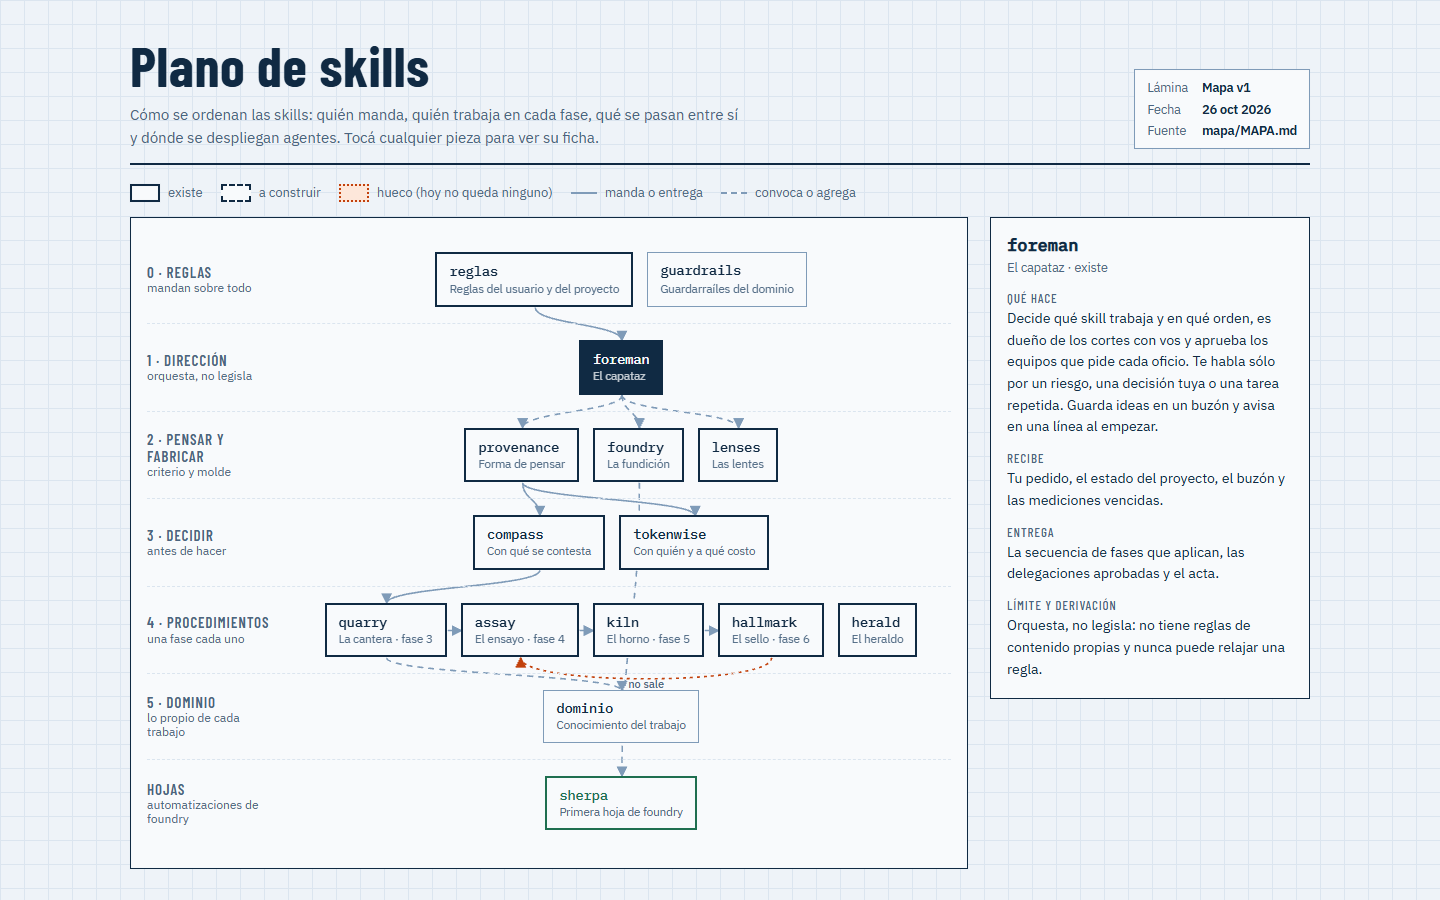 Plano de skills
Cómo se ordenan las skills: quién manda, quién trabaja en cada fase, qué se pasan entre sí
y dónde se despliegan agentes. Tocá cualquier pieza para ver su ficha.
Lámina Mapa v1
Fecha 26 oct 2026
Fuente mapa/MAPA.md
existe
a construir
hueco (hoy no queda ninguno)
manda o entrega
convoca o agrega
0 · REGLAS
mandan sobre todo
reglas
Reglas del usuario y del proyecto
guardrails
Guardarraíles del dominio
1 · DIRECCIÓN
orquesta, no legisla
foreman
El capataz
2 · PENSAR Y
FABRICAR
criterio y molde
provenance
Forma de pensar
foundry
La fundición
lenses
Las lentes
3 · DECIDIR
antes de hacer
compass
Con qué se contesta
tokenwise
Con quién y a qué costo
4 · PROCEDIMIENTOS
una fase cada uno
quarry
La cantera · fase 3
assay
El ensayo · fase 4
kiln
El horno · fase 5
hallmark
El sello · fase 6
herald
El heraldo
no sale
5 · DOMINIO
lo propio de cada
trabajo
dominio
Conocimiento del trabajo
HOJAS
automatizaciones de
foundry
sherpa
Primera hoja de foundry
foreman
El capataz · existe
QUÉ HACE
Decide qué skill trabaja y en qué orden, es
dueño de los cortes con vos y aprueba los
equipos que pide cada oficio. Te habla sólo
por un riesgo, una decisión tuya o una tarea
repetida. Guarda ideas en un buzón y avisa
en una línea al empezar.
RECIBE
Tu pedido, el estado del proyecto, el buzón y
las mediciones vencidas.
ENTREGA
La secuencia de fases que aplican, las
delegaciones aprobadas y el acta.
LÍMITE Y DERIVACIÓN
Orquesta, no legisla: no tiene reglas de
contenido propias y nunca puede relajar una
regla.